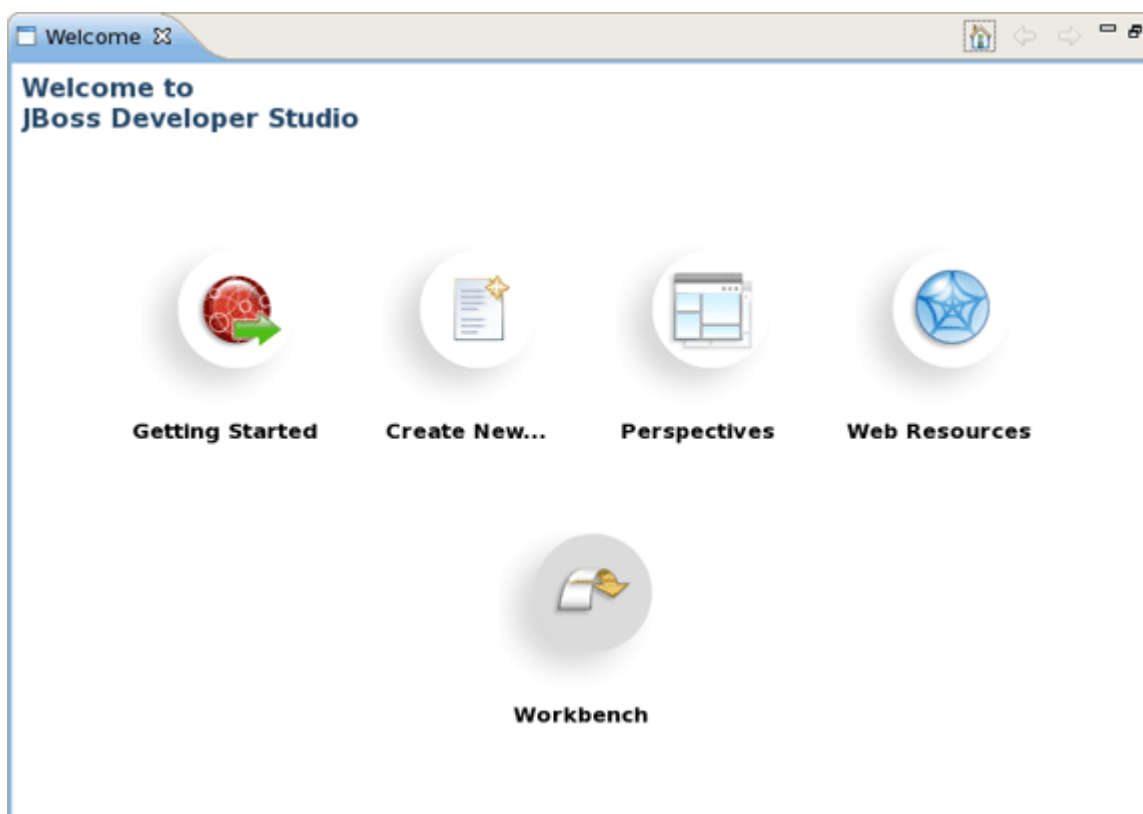 Welcome
Welcome to
JBoss Developer Studio
Getting Started
Create New...
Perspectives
Web Resources
Workbench